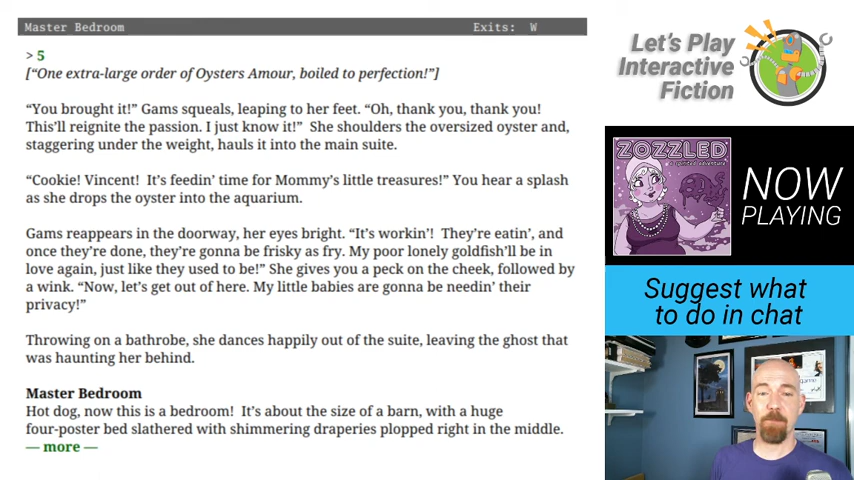 Master Bedroom Exits: W
> 5
[“One extra-large order of Oysters Amour, boiled to perfection!”]
“You brought it!” Gams squeals, leaping to her feet. “Oh, thank you, thank you!
This’ll reignite the passion. I just know it!” She shoulders the oversized oyster and,
staggering under the weight, hauls it into the main suite.
“Cookie! Vincent! It’s feedin’ time for Mommy’s little treasures!” You hear a splash
as she drops the oyster into the aquarium.
Gams reappears in the doorway, her eyes bright. “It’s workin’! They’re eatin’, and
once they’re done, they’re gonna be frisky as fry. My poor lonely goldfish’ll be in
love again, just like they used to be!” She gives you a peck on the cheek, followed by
a wink. “Now, let’s get out of here. My little babies are gonna be needin’ their
privacy!”
Throwing on a bathrobe, she dances happily out of the suite, leaving the ghost that
was haunting her behind.
Master Bedroom
Hot dog, now this is a bedroom! It’s about the size of a barn, with a huge
four-poster bed slathered with shimmering draperies plopped right in the middle.
— more —
Let’s Play
Interactive
Fiction
ZOZZLED
NOW
PLAYING
Suggest what
to do in chat